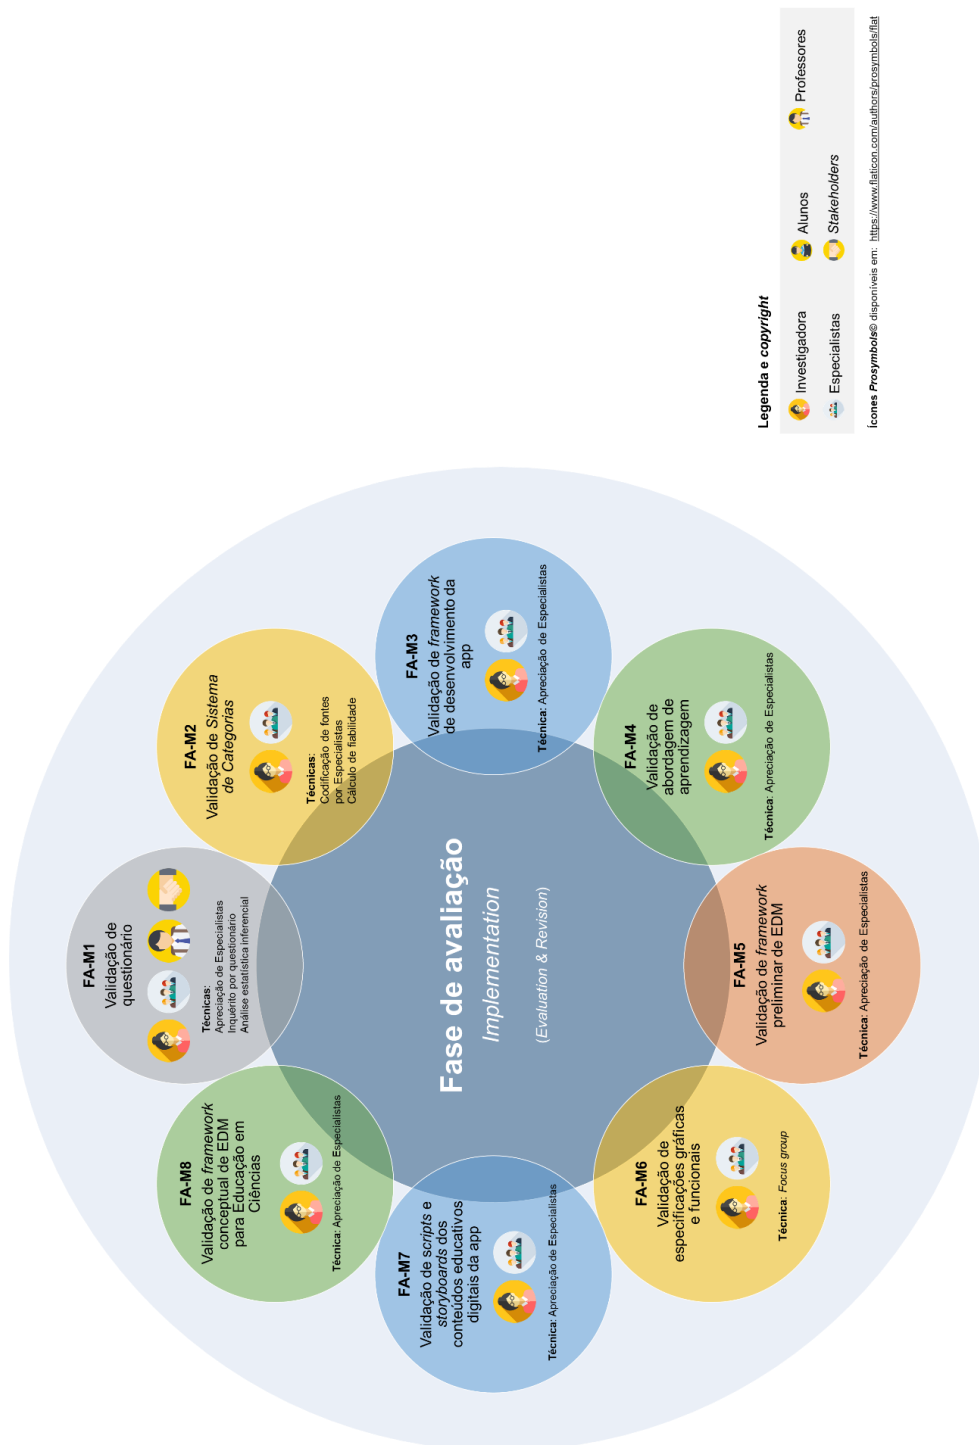 FA-M1
Validação de
questionário
Técnicas:
Apreciação de Especialistas
Inquérito por questionário
Análise estatística inferencial
FA-M2
Validação de Sistema
de Categorias
Técnicas:
Codificação de fontes
por Especialistas
Cálculo de fiabilidade
FA-M3
Validação de framework
de desenvolvimento da
app
Técnica: Apreciação de Especialistas
FA-M4
Validação de
abordagem de
aprendizagem
Técnica: Apreciação de Especialistas
FA-M5
Validação de framework
preliminar de EDM
Técnica: Apreciação de Especialistas
FA-M6
Validação de
especificações gráficas
e funcionais
Técnica: Focus group
FA-M7
Validação de scripts e
storyboards dos
conteúdos educativos
digitais da app
Técnica: Apreciação de Especialistas
FA-M8
Validação de framework
conceptual de EDM
para Educação em
Ciências
Técnica: Apreciação de Especialistas
Fase de avaliação
Implementation
(Evaluation & Revision)
Legenda e copyright
Investigadora
Alunos
Professores
Especialistas
Stakeholders
Ícones Prosymbols© disponíveis em: https://www.flaticon.com/authors/prosymbols/flat